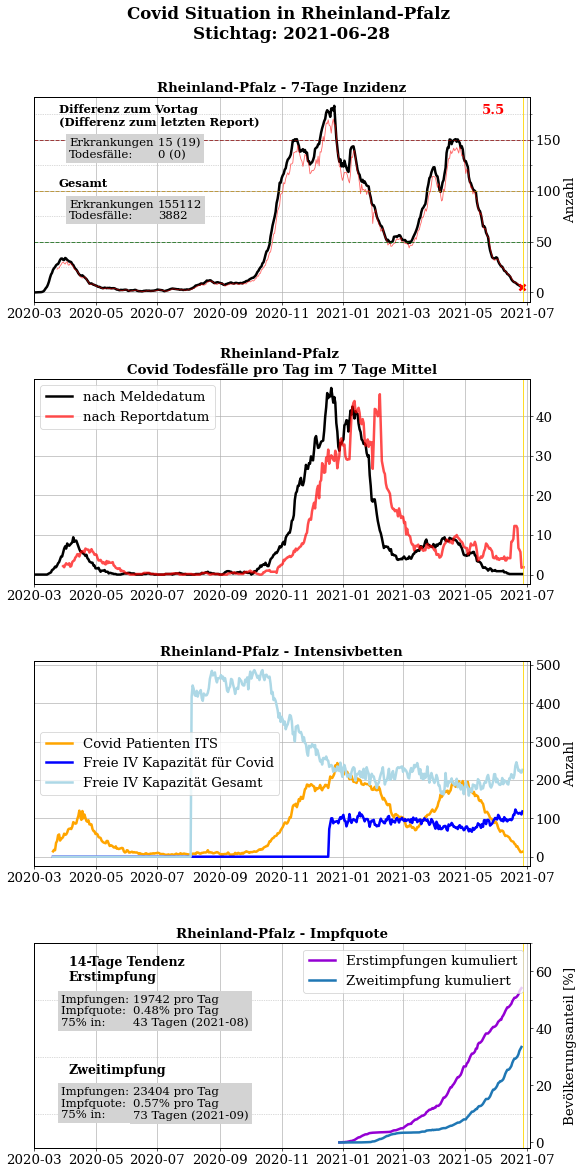 Covid Situation in Rheinland-Pfalz
Stichtag: 2021-06-28
Rheinland-Pfalz - 7-Tage Inzidenz
Differenz zum Vortag
(Differenz zum letzten Report)
5.5
Erkrankungen 15 (19)
Todesfälle: 0 (0)
Gesamt
Erkrankungen 155112
Todesfälle: 3882
150
100
50
0
Anzahl
2020-03 2020-05 2020-07 2020-09 2020-11 2021-01 2021-03 2021-05 2021-07
Rheinland-Pfalz
Covid Todesfälle pro Tag im 7 Tage Mittel
nach Meldedatum
nach Reportdatum
40
30
20
10
0
2020-03 2020-05 2020-07 2020-09 2020-11 2021-01 2021-03 2021-05 2021-07
Rheinland-Pfalz - Intensivbetten
Covid Patienten ITS
Freie IV Kapazität für Covid
Freie IV Kapazität Gesamt
500
400
300
200
100
0
Anzahl
2020-03 2020-05 2020-07 2020-09 2020-11 2021-01 2021-03 2021-05 2021-07
Rheinland-Pfalz - Impfquote
14-Tage Tendenz
Erstimpfung
Impfungen: 19742 pro Tag
Impfquote: 0.48% pro Tag
75% in: 43 Tagen (2021-08)
Zweitimpfung
Impfungen: 23404 pro Tag
Impfquote: 0.57% pro Tag
75% in: 73 Tagen (2021-09)
Erstimpfungen kumuliert
Zweitimpfung kumuliert
60
40
20
0
Bevölkerungsanteil [%]
2020-03 2020-05 2020-07 2020-09 2020-11 2021-01 2021-03 2021-05 2021-07